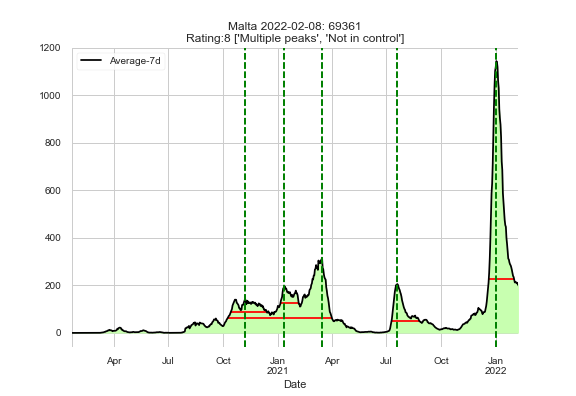 Malta 2022-02-08: 69361
Rating:8 ['Multiple peaks', 'Not in control']
Average-7d
1200
1000
800
600
400
200
0
Apr Jul Oct Jan Apr Jul Oct Jan
2021 2022
Date